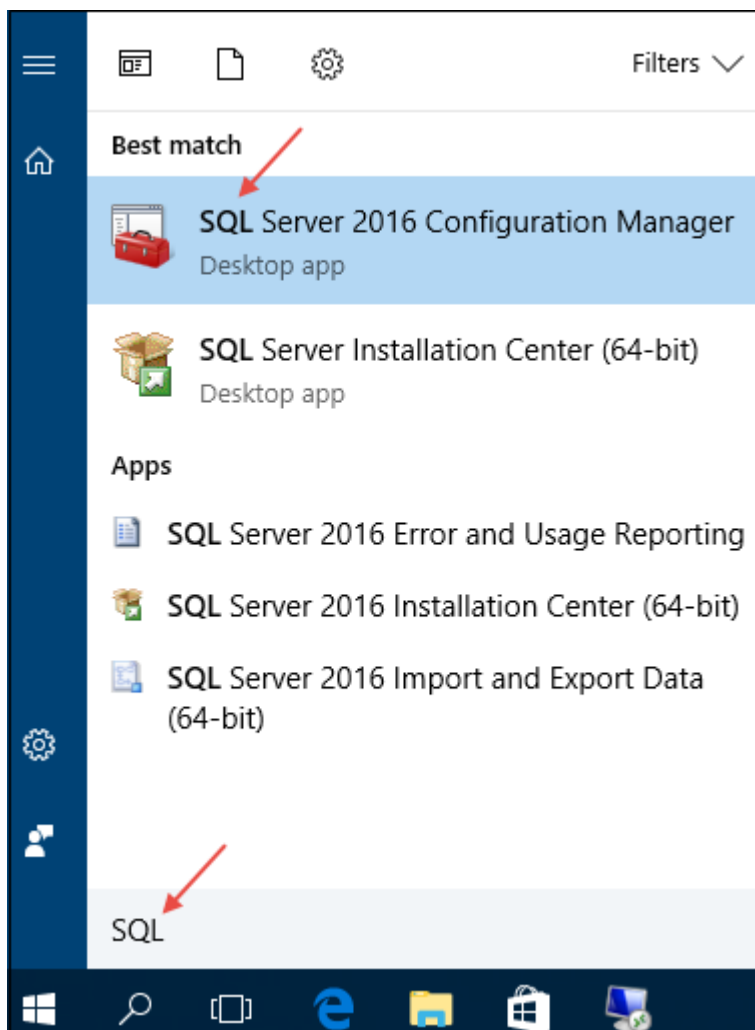 Filters
Best match
SQL Server 2016 Configuration Manager
Desktop app
SQL Server Installation Center (64-bit)
Desktop app
Apps
SQL Server 2016 Error and Usage Reporting
SQL Server 2016 Installation Center (64-bit)
SQL Server 2016 Import and Export Data
(64-bit)
SQL